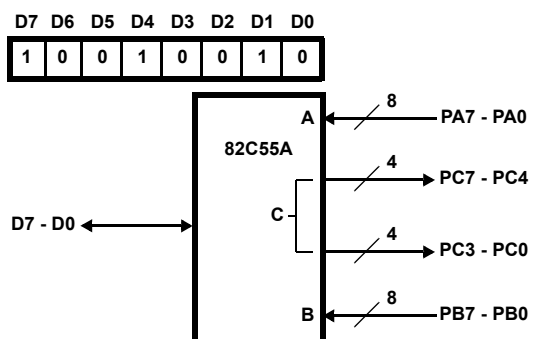 D7 D6 D5 D4 D3 D2 D1 D0
1 0 0 1 0 0 1 0
A 8 PA7 - PA0
82C55A
4 PC7 - PC4
C
D7 - D0
4 PC3 - PC0
B 8 PB7 - PB0